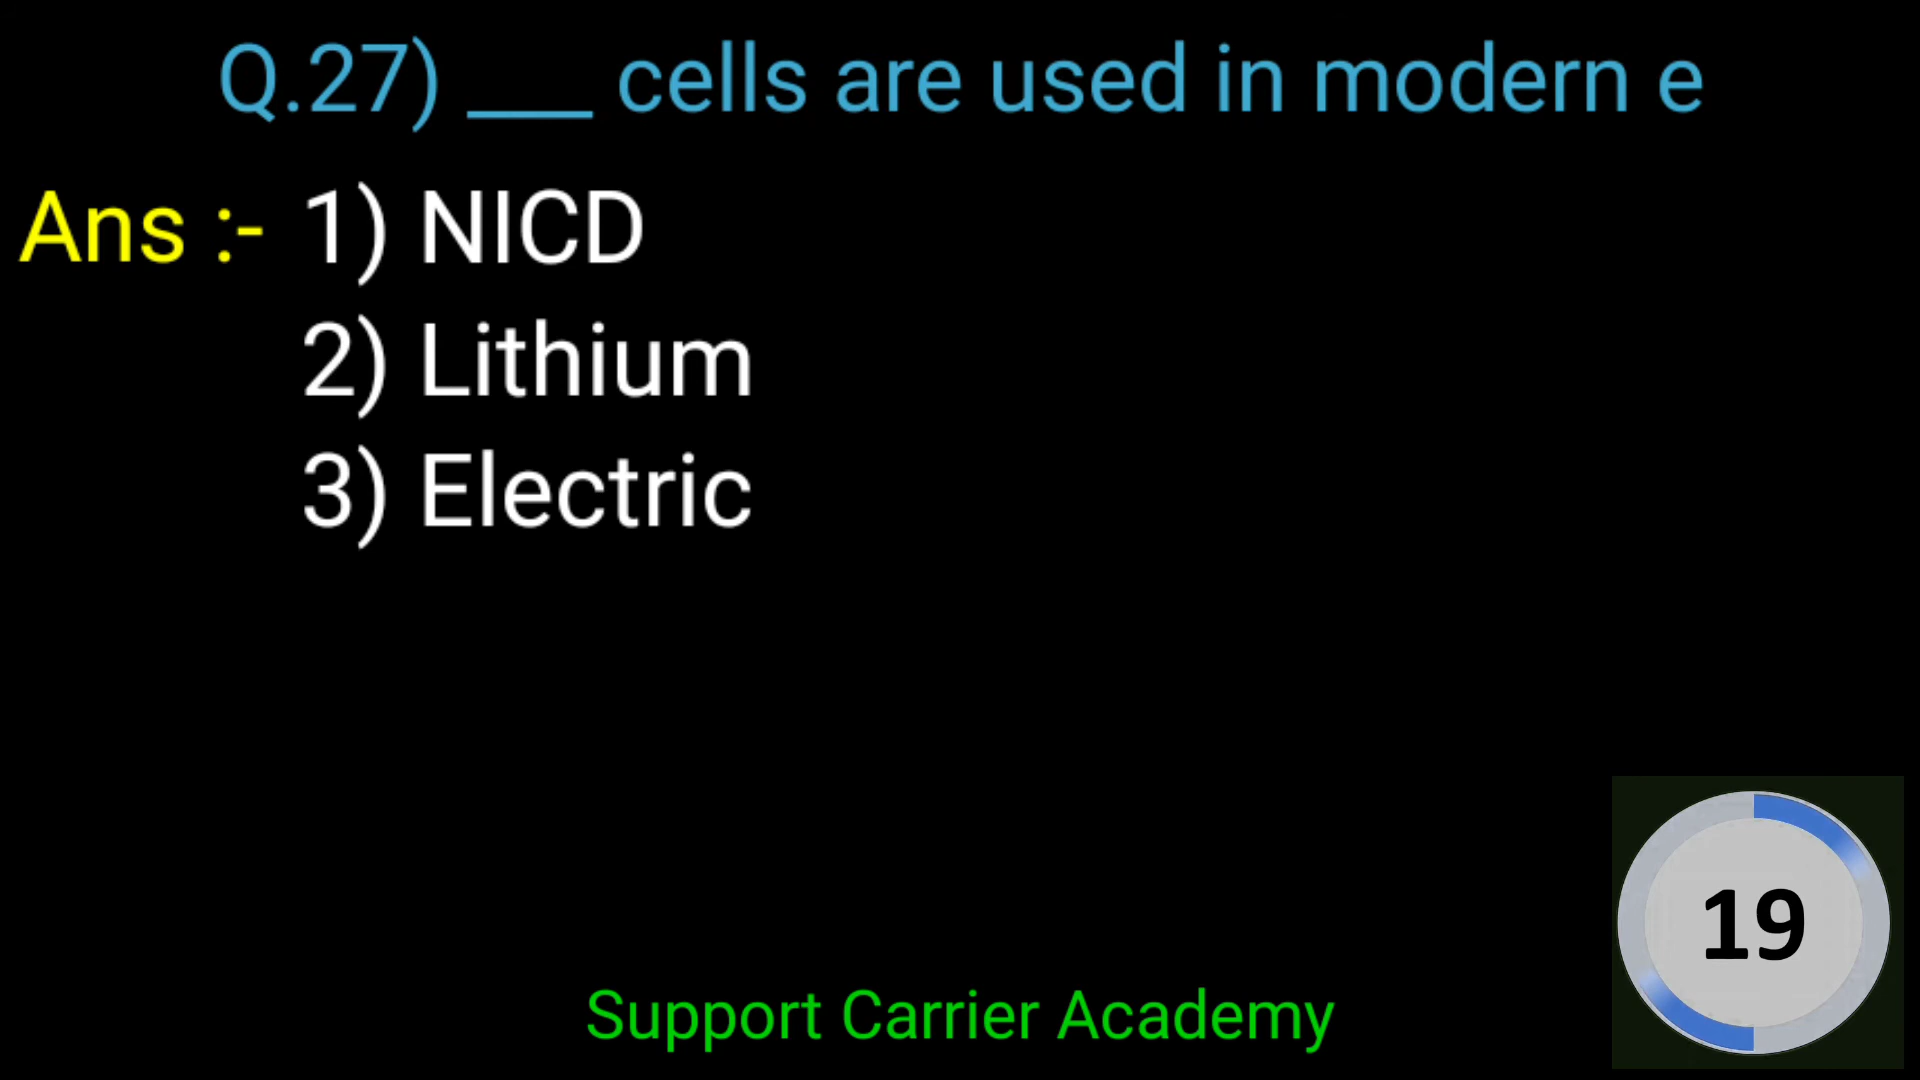 Q.27) ___ cells are used in modern e
Ans :- 1) NICD
2) Lithium
3) Electric
19
Support Carrier Academy